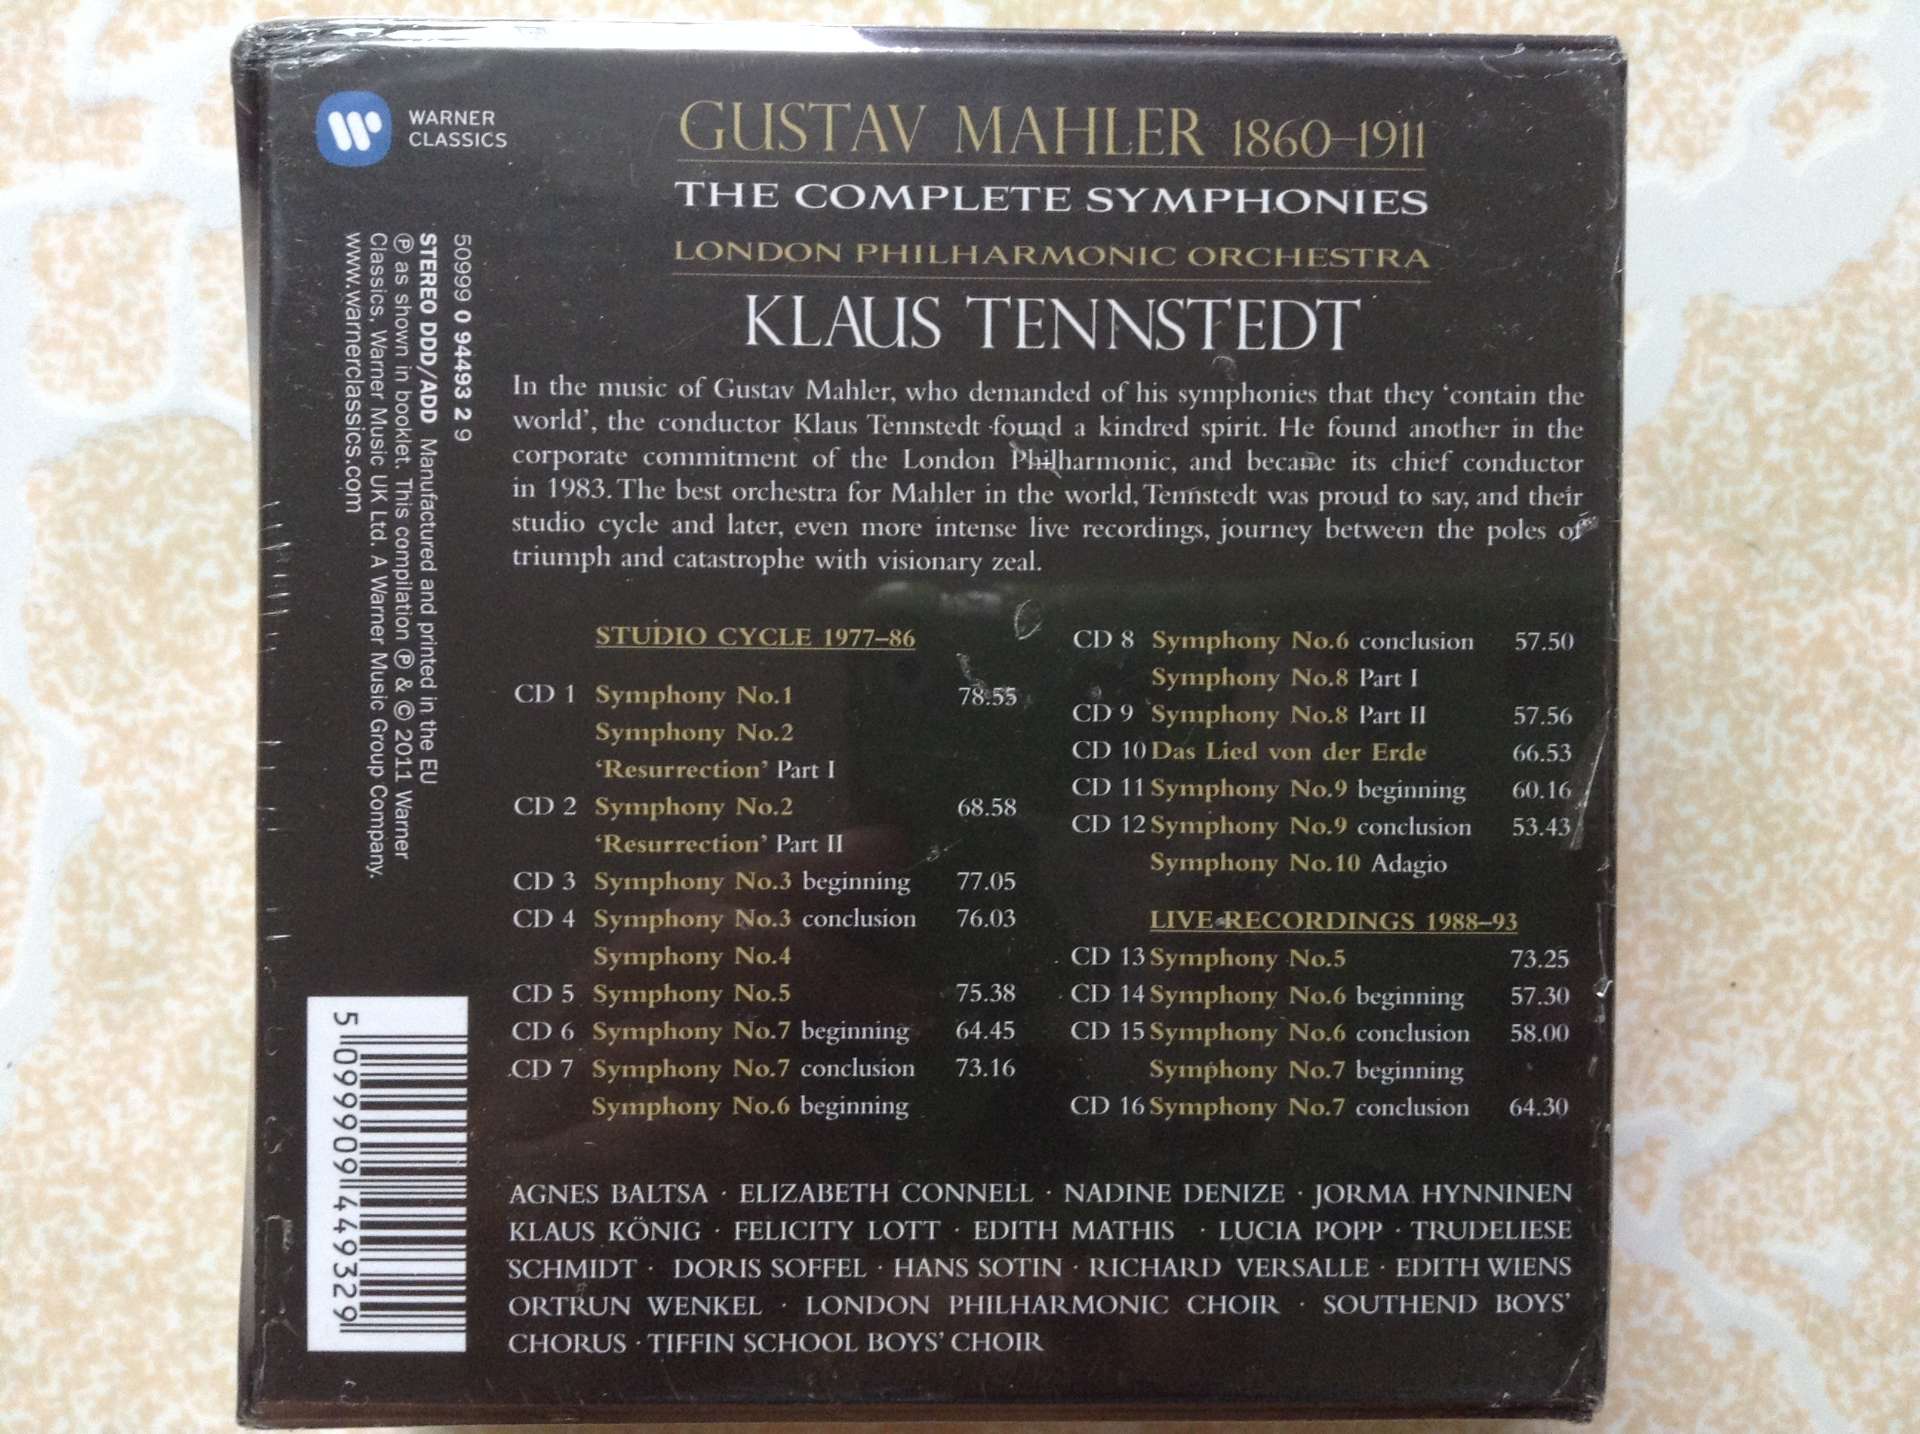 WARNER
CLASSICS
GUSTAV MAHLER 1860–1911
THE COMPLETE SYMPHONIES
LONDON PHILHARMONIC ORCHESTRA
KLAUS TENNSTEDT
In the music of Gustav Mahler, who demanded of his symphonies that they ‘contain the
world’, the conductor Klaus Tennstedt found a kindred spirit. He found another in the
corporate commitment of the London Philharmonic, and became its chief conductor
in 1983. The best orchestra for Mahler in the world, Tennstedt was proud to say, and their
studio cycle and later, even more intense live recordings, journey between the poles of
triumph and catastrophe with visionary zeal.
STUDIO CYCLE 1977–86
CD 1 Symphony No.1 78.55
Symphony No.2
‘Resurrection’ Part I
CD 2 Symphony No.2 68.58
‘Resurrection’ Part II
CD 3 Symphony No.3 beginning 77.05
CD 4 Symphony No.3 conclusion 76.03
Symphony No.4
CD 5 Symphony No.5 75.38
CD 6 Symphony No.7 beginning 64.45
CD 7 Symphony No.7 conclusion 73.16
Symphony No.6 beginning
CD 8 Symphony No.6 conclusion 57.50
Symphony No.8 Part I
CD 9 Symphony No.8 Part II 57.56
CD 10 Das Lied von der Erde 66.53
CD 11 Symphony No.9 beginning 60.16
CD 12 Symphony No.9 conclusion 53.43
Symphony No.10 Adagio
LIVE RECORDINGS 1988–93
CD 13 Symphony No.5 73.25
CD 14 Symphony No.6 beginning 57.30
CD 15 Symphony No.6 conclusion 58.00
Symphony No.7 beginning
CD 16 Symphony No.7 conclusion 64.30
AGNES BALTSA · ELIZABETH CONNELL · NADINE DENIZE · JORMA HYNNINEN
KLAUS KÖNIG · FELICITY LOTT · EDITH MATHIS · LUCIA POPP · TRUDELIESE
SCHMIDT · DORIS SOFFEL · HANS SOTIN · RICHARD VERSALLE · EDITH WIENS
ORTRUN WENKEL · LONDON PHILHARMONIC CHOIR · SOUTHEND BOYS’
CHORUS · TIFFIN SCHOOL BOYS’ CHOIR
509999 0 94493 2 9
STEREO DDD/ADD Manufactured and printed in the EU
℗ as shown in booklet. This compilation ℗ & © 2011 Warner
Classics, Warner Music UK Ltd. A Warner Music Group Company.
www.warnerclassics.com
5 099909 449329